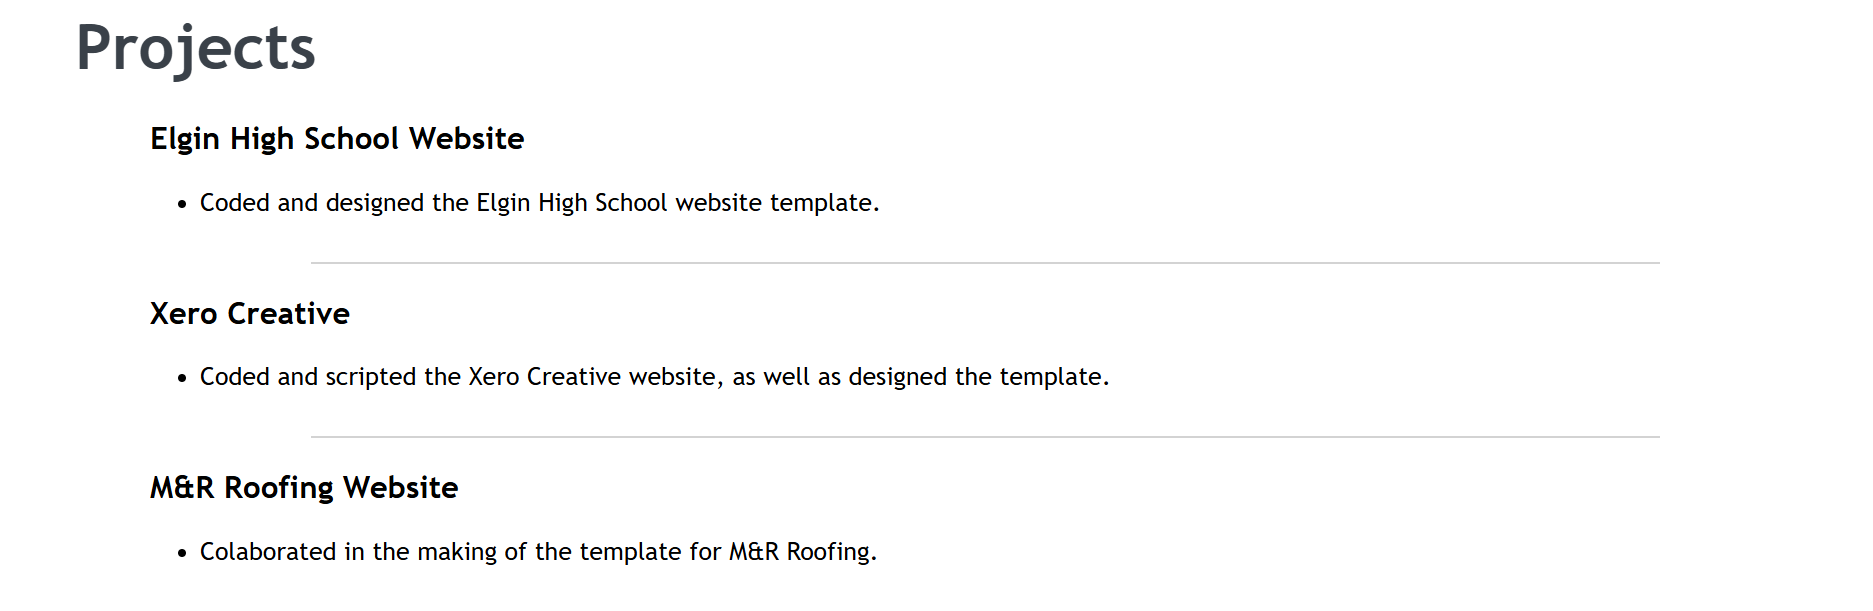 Projects
Elgin High School Website
• Coded and designed the Elgin High School website template.
Xero Creative
• Coded and scripted the Xero Creative website, as well as designed the template.
M&R Roofing Website
• Colaborated in the making of the template for M&R Roofing.